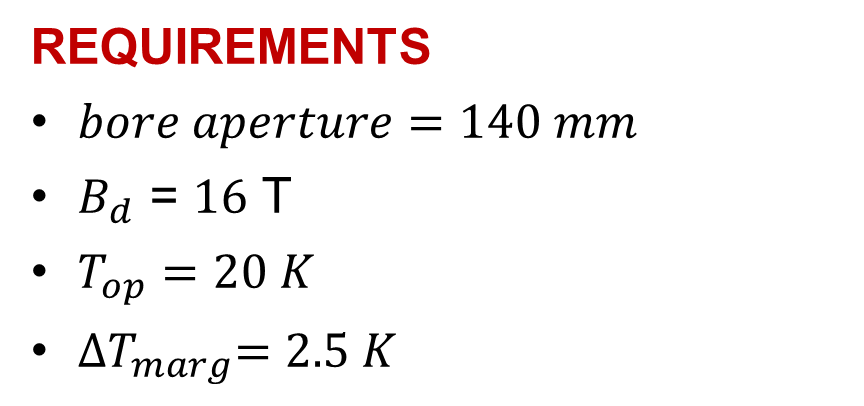 REQUIREMENTS
• bore aperture = 140 mm
• B_d = 16 T
• T_op = 20 K
• ΔT_marg = 2.5 K